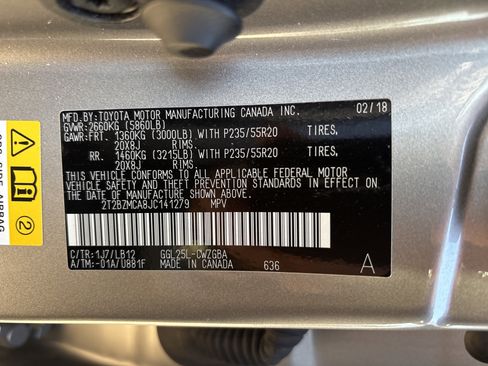 MFD.BY: TOYOTA MOTOR MANUFACTURING CANADA INC. 02/18
GVWR: 2660KG (5860LB)
GAWR: FRT. 1360KG (3000LB) WITH P235/55R20 TIRES,
20X8J RIMS,
RR. 1460KG (3215LB) WITH P235/55R20 TIRES,
20X8J RIMS.
THIS VEHICLE CONFORMS TO ALL APPLICABLE FEDERAL MOTOR
VEHICLE SAFETY AND THEFT PREVENTION STANDARDS IN EFFECT ON
THE DATE OF MANUFACTURE SHOWN ABOVE.
2T2BZMCA8JC141279 MPV
C/TR: 1J7/LB12 GGL25L-CWZGBA
A/TM: -01A/U881F MADE IN CANADA 636 A
SIDE AIRBAG
2